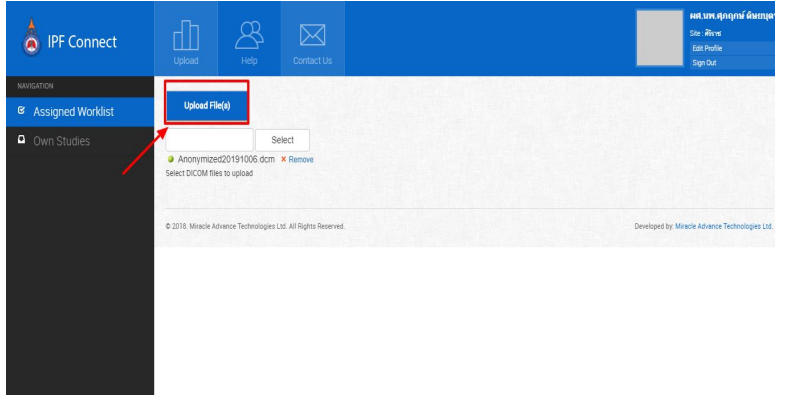 IPF Connect
Upload
Help
Contact Us
ผศ.นพ.ศุภฤกษ์ ดิษยบุตร
Site : ศิริราช
Edit Profile
Sign Out
NAVIGATION
Assigned Worklist
Own Studies
Upload File(s)
Select
Anonymized20191006.dcm × Remove
Select DICOM files to upload
© 2018. Miracle Advance Technologies Ltd. All Rights Reserved.
Developed by: Miracle Advance Technologies Ltd.